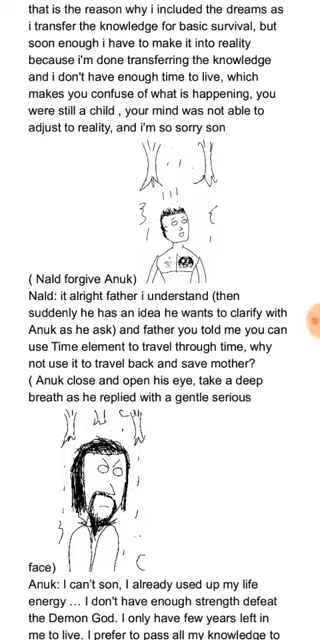 that is the reason why i included the dreams as
i transfer the knowledge for basic survival, but
soon enough i have to make it into reality
because i'm done transferring the knowledge
and i don't have enough time to live, which
makes you confuse of what is happening, you
were still a child , your mind was not able to
adjust to reality, and i'm so sorry son
( Nald forgive Anuk)
Nald: it alright father i understand (then
suddenly he has an idea he wants to clarify with
Anuk as he ask) and father you told me you can
use Time element to travel through time, why
not use it to travel back and save mother?
( Anuk close and open his eye, take a deep
breath as he replied with a gentle serious
face)
Anuk: I can't son, I already used up my life
energy … I don't have enough strength defeat
the Demon God. I only have few years left in
me to live. I prefer to pass all my knowledge to